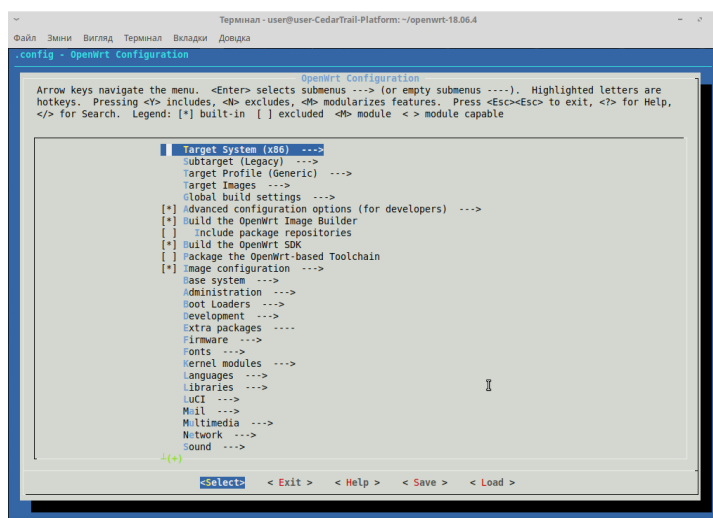 Термінал - user@user-CedarTrail-Platform: ~/openwrt-18.06.4
Файл Зміни Вигляд Термінал Вкладки Довідка
.config - OpenWrt Configuration
OpenWrt Configuration
Arrow keys navigate the menu. <Enter> selects submenus ---> (or empty submenus ----). Highlighted letters are
hotkeys. Pressing <Y> includes, <N> excludes, <M> modularizes features. Press <Esc><Esc> to exit, <?> for Help,
</> for Search. Legend: [*] built-in [ ] excluded <M> module < > module capable
Target System (x86) --->
Subtarget (Legacy) --->
Target Profile (Generic) --->
Target Images --->
Global build settings --->
[*] Advanced configuration options (for developers) --->
[*] Build the OpenWrt Image Builder
[ ] Include package repositories
[*] Build the OpenWrt SDK
[ ] Package the OpenWrt-based Toolchain
[*] Image configuration --->
Base system --->
Administration --->
Boot Loaders --->
Development --->
Extra packages ----
Firmware --->
Fonts --->
Kernel modules --->
Languages --->
Libraries --->
LuCI --->
Mail --->
Multimedia --->
Network --->
Sound --->
┴(+)
<Select> < Exit > < Help > < Save > < Load >